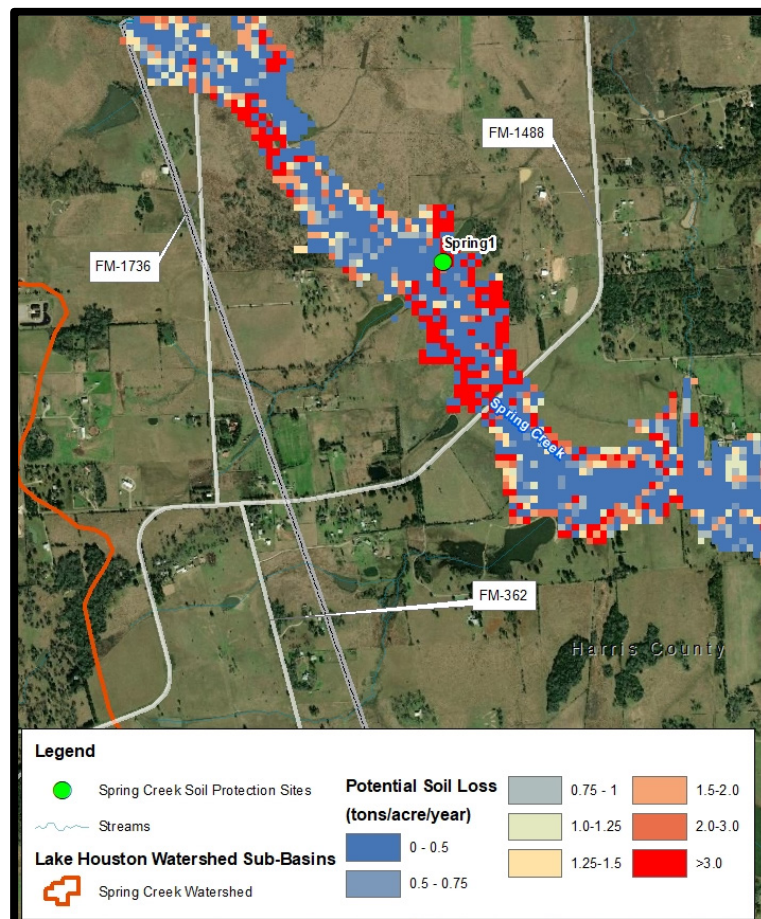 FM-1488
Spring1
FM-1736
Spring Creek
FM-362
Harris County
Legend
Spring Creek Soil Protection Sites
Streams
Lake Houston Watershed Sub-Basins
Spring Creek Watershed
Potential Soil Loss
(tons/acre/year)
0 - 0.5
0.5 - 0.75
0.75 - 1
1.0-1.25
1.25-1.5
1.5-2.0
2.0-3.0
>3.0